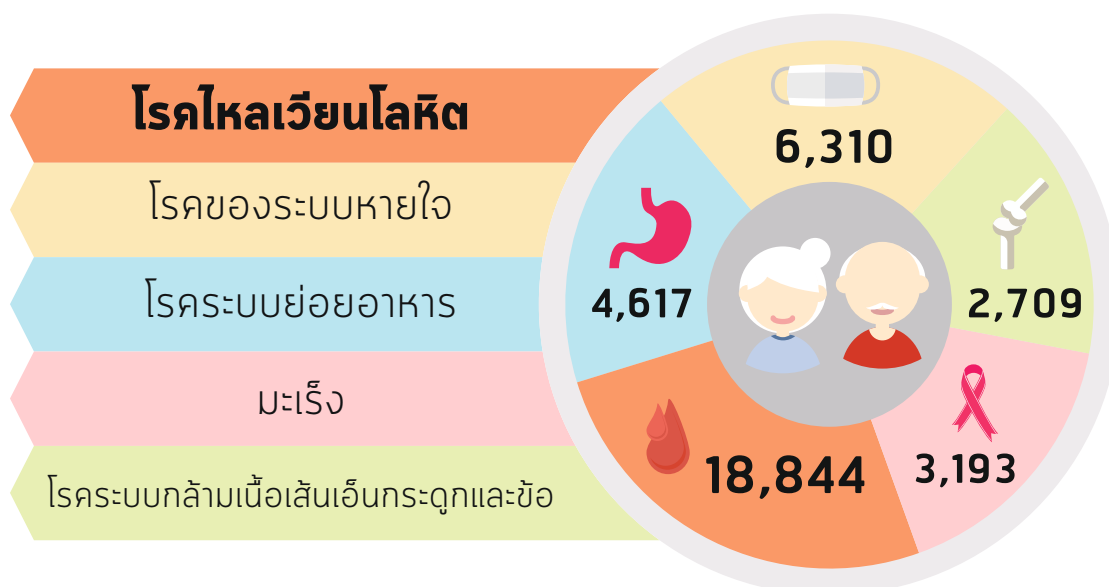 โรคไหลเวียนโลหิต
โรคของระบบหายใจ
โรคระบบย่อยอาหาร
มะเร็ง
โรคระบบกล้ามเนื้อเส้นเอ็นกระดูกและข้อ
6,310
4,617
2,709
18,844
3,193